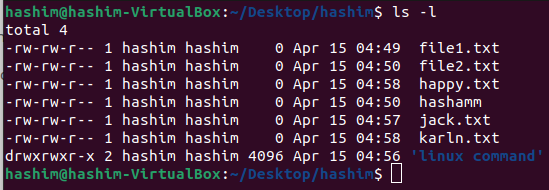 hashim@hashim-VirtualBox:~/Desktop/hashim$ ls -l
total 4
-rw-rw-r-- 1 hashim hashim    0 Apr 15 04:49  file1.txt
-rw-rw-r-- 1 hashim hashim    0 Apr 15 04:50  file2.txt
-rw-rw-r-- 1 hashim hashim    0 Apr 15 04:58  happy.txt
-rw-rw-r-- 1 hashim hashim    0 Apr 15 04:50  hashamm
-rw-rw-r-- 1 hashim hashim    0 Apr 15 04:57  jack.txt
-rw-rw-r-- 1 hashim hashim    0 Apr 15 04:58  karln.txt
drwxrwxr-x 2 hashim hashim 4096 Apr 15 04:56 'linux command'
hashim@hashim-VirtualBox:~/Desktop/hashim$